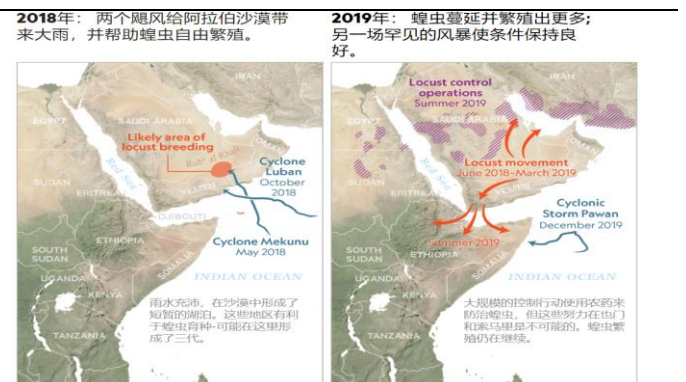 2018年： 两个飓风给阿拉伯沙漠带
来大雨，并帮助蝗虫自由繁殖。
EGYPT
SAUDI ARABIA
IRAN
Likely area of
locust breeding
Rub‘ al Khali
OMAN
Red Sea
Cyclone
Luban
October
2018
SUDAN
ERITREA
YEMEN
DJIBOUTI
Cyclone Mekunu
May 2018
ETHIOPIA
SOUTH
SUDAN
SOMALIA
INDIAN OCEAN
UGANDA
KENYA
TANZANIA
雨水充沛，在沙漠中形成了
短暂的湖泊。这些地区有利
于蝗虫育种-可能在这里形
成了三代。
2019年： 蝗虫蔓延并繁殖出更多;
另一场罕见的风暴使条件保持良
好。
Locust control
operations
Summer 2019
IRAN
EGYPT
SAUDI ARABIA
OMAN
Red Sea
Locust movement
June 2018–March 2019
SUDAN
ERITREA
YEMEN
Cyclonic
Storm Pawan
December 2019
Summer 2019
ETHIOPIA
SOUTH
SUDAN
SOMALIA
INDIAN OCEAN
UGANDA
KENYA
TANZANIA
大规模的控制行动使用农药来
防治蝗虫，但这些努力在也门
和索马里是不可能的。蝗虫繁
殖仍在继续。